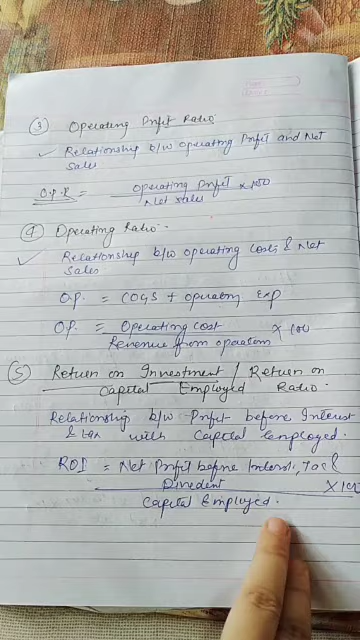 ③ Operating Profit Ratio
✓ Relationship b/w operating Profit and Net
Sales
O.P.R = operating Profit × 100
Net sales
④ Operating Ratio -
✓ Relationship b/w operating Costs & Net
Sales
O.P. = COGS + operating Exp
O.P. = Operating Cost × 100
Revenue from operation
⑤ Return on Investment / Return on
Capital Employed Ratio.
Relationship b/w Profit before Interest
& tax with Capital employed.
ROI = Net Profit before Interest, Tax &
Divident × 100
Capital Employed.